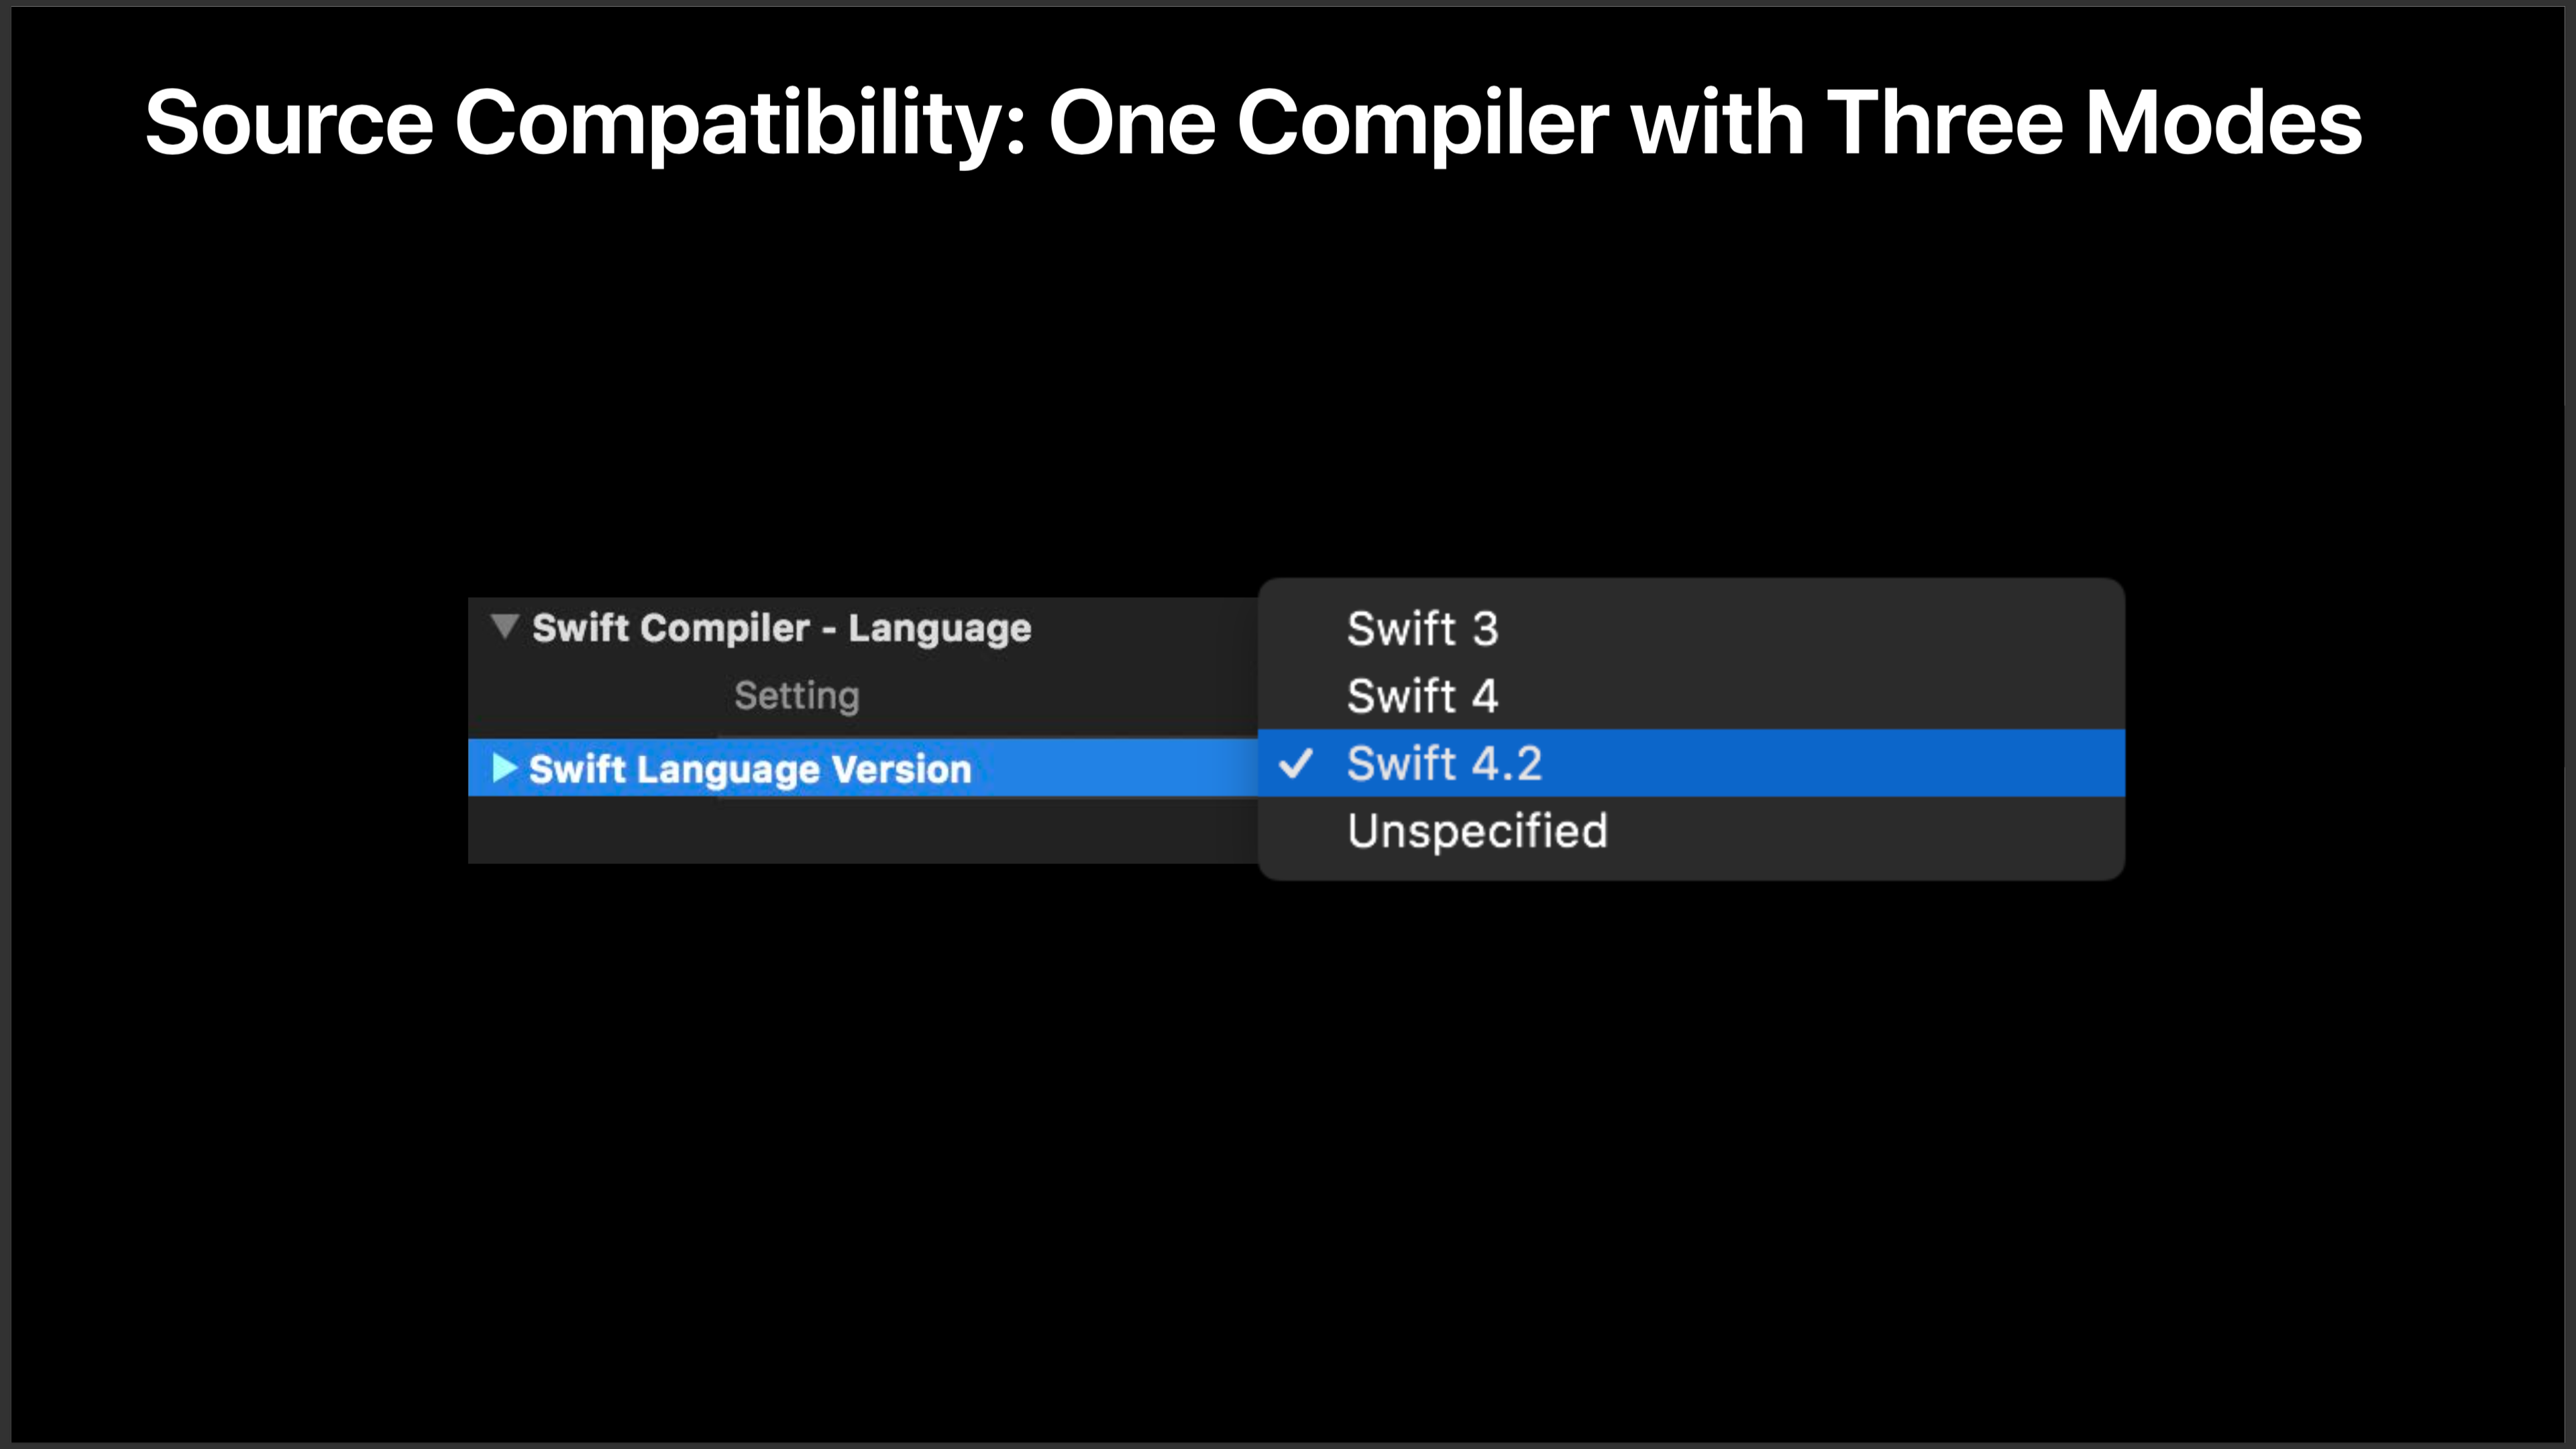 Source Compatibility: One Compiler with Three Modes
Swift Compiler - Language
Setting
Swift Language Version
Swift 3
Swift 4
Swift 4.2
Unspecified